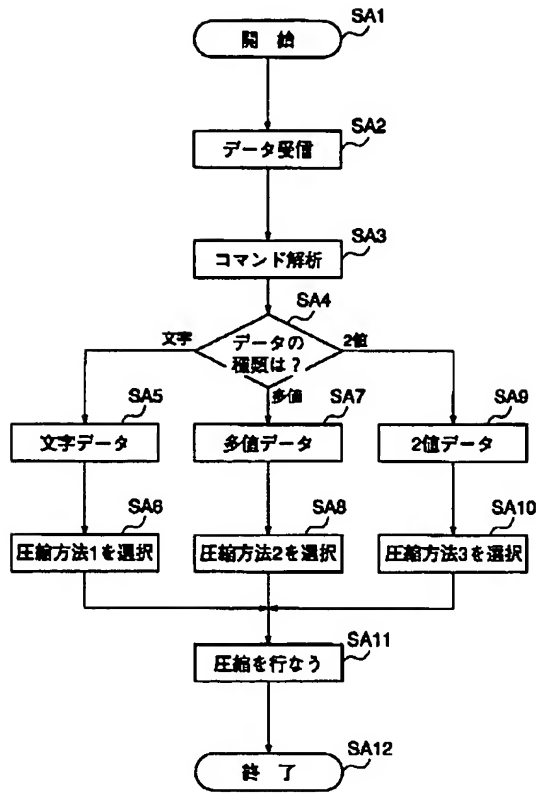 SA1
開 始
SA2
データ受信
SA3
コマンド解析
SA4
文字
データの
種類は?
2値
多値
SA5
文字データ
SA7
多値データ
SA9
2値データ
SA6
圧縮方法1を選択
SA8
圧縮方法2を選択
SA10
圧縮方法3を選択
SA11
圧縮を行なう
SA12
終 了